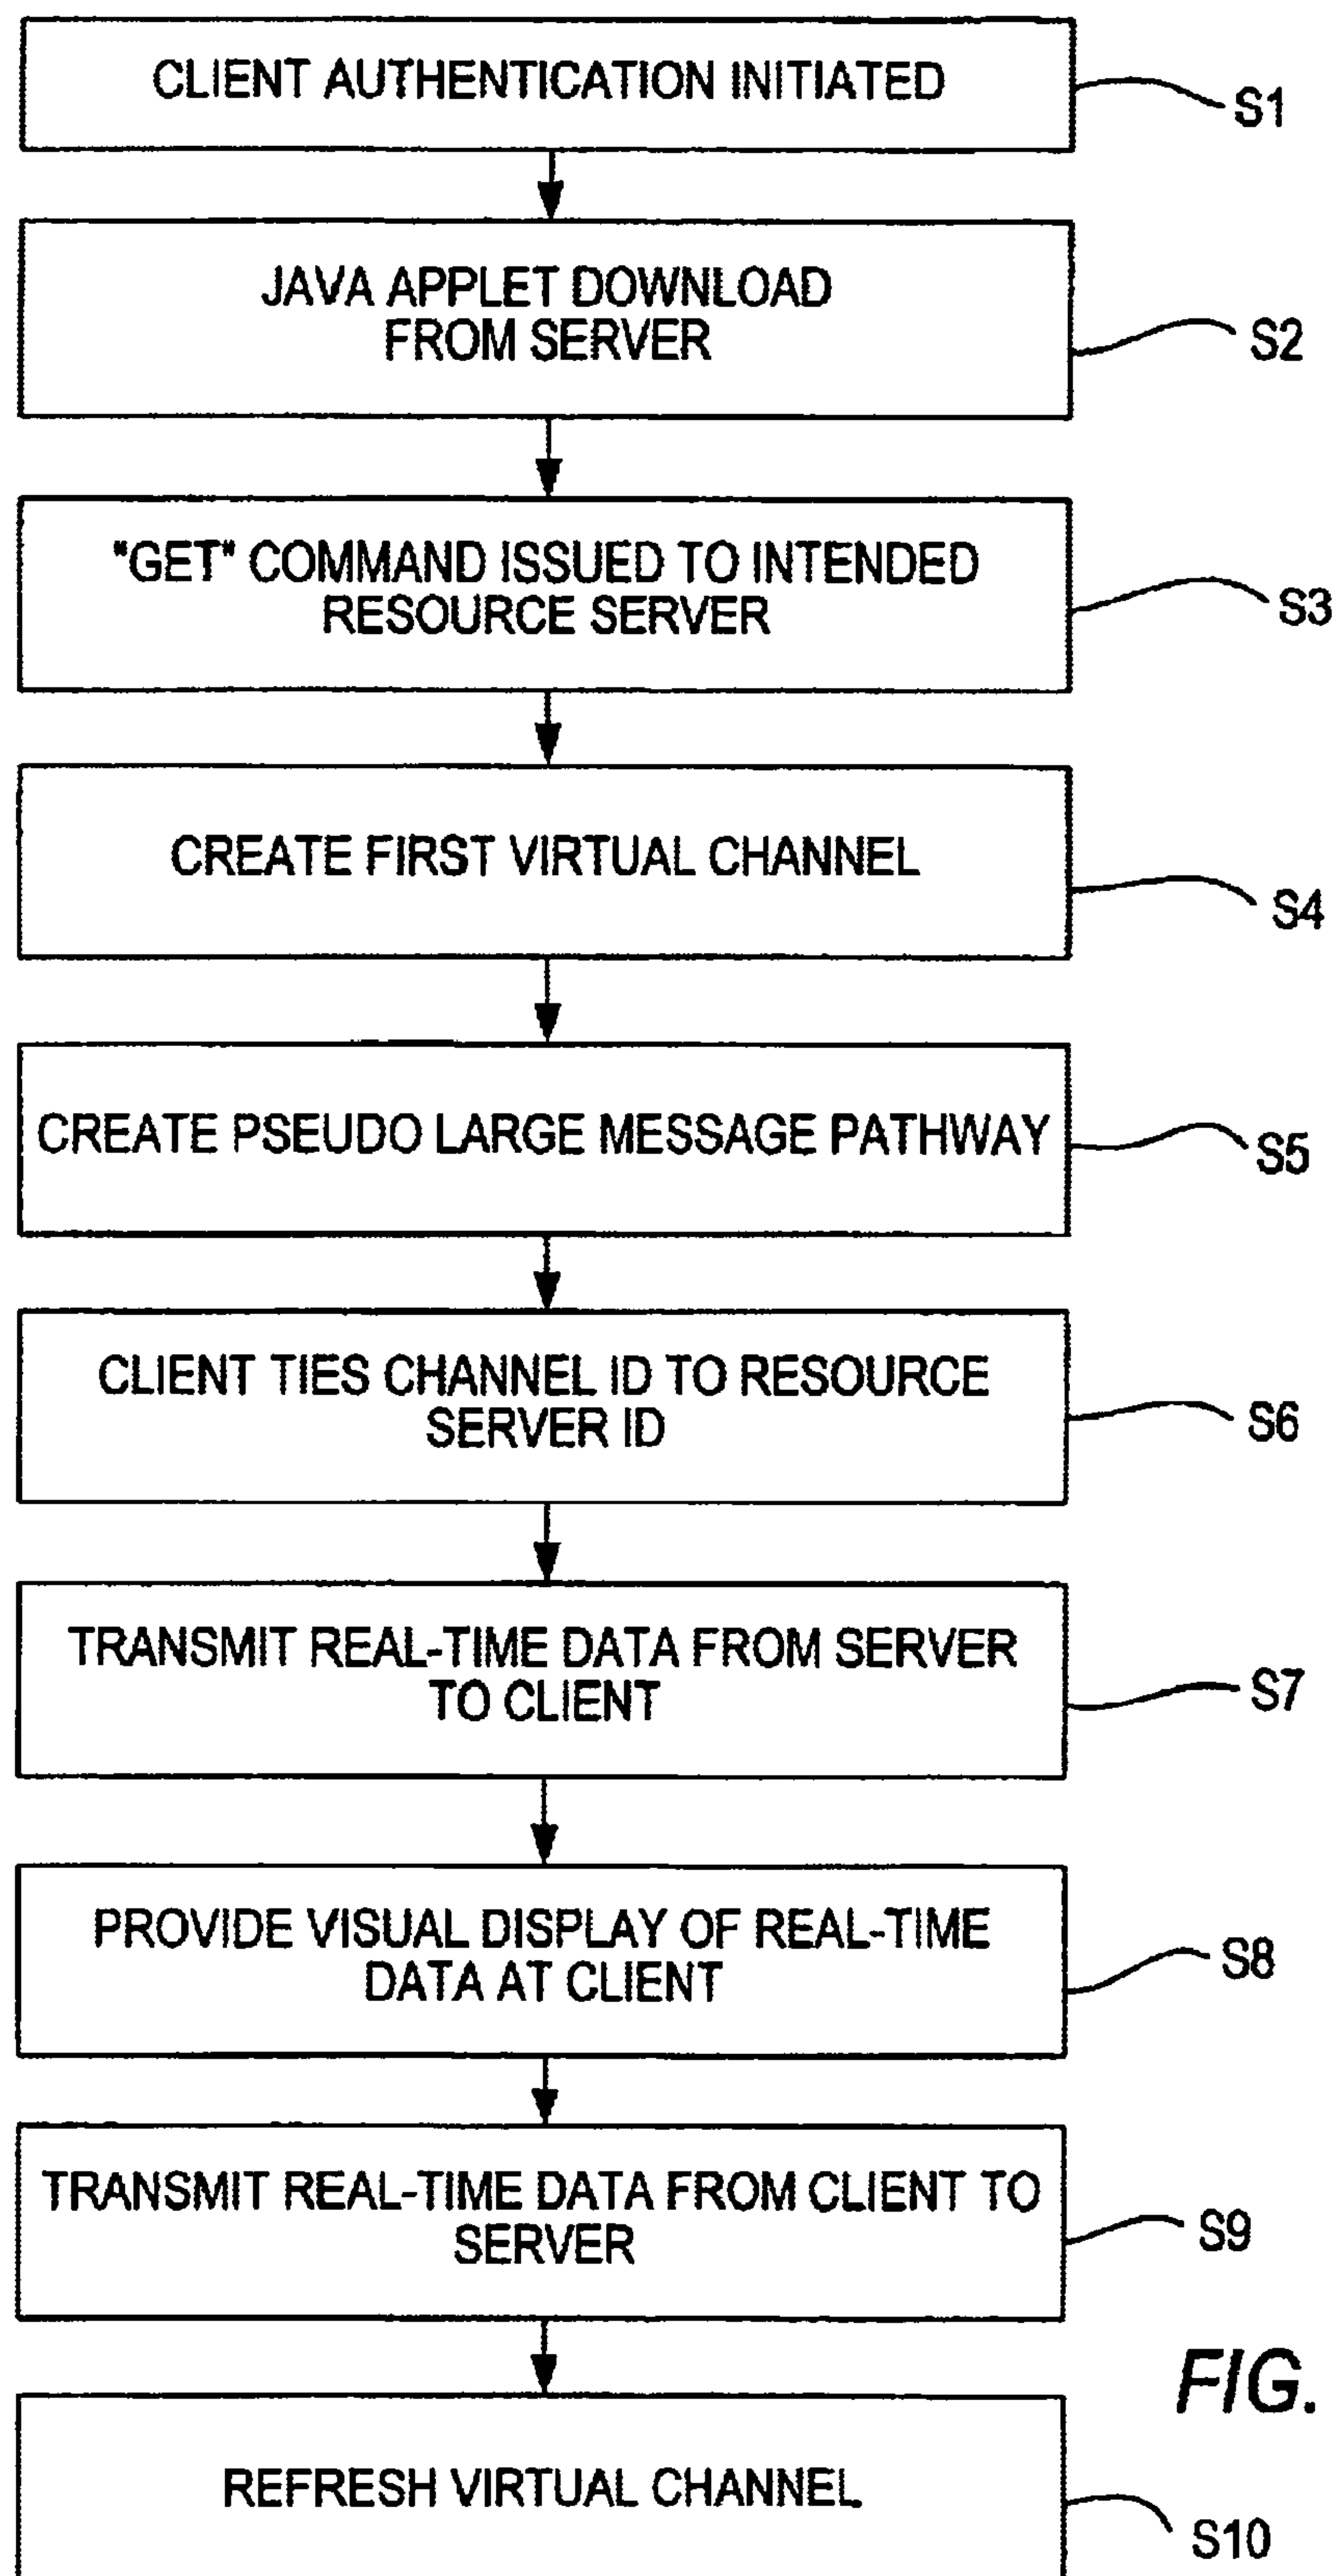 CLIENT AUTHENTICATION INITIATED
S1
JAVA APPLET DOWNLOAD
FROM SERVER
S2
"GET" COMMAND ISSUED TO INTENDED
RESOURCE SERVER
S3
CREATE FIRST VIRTUAL CHANNEL
S4
CREATE PSEUDO LARGE MESSAGE PATHWAY
S5
CLIENT TIES CHANNEL ID TO RESOURCE
SERVER ID
S6
TRANSMIT REAL-TIME DATA FROM SERVER
TO CLIENT
S7
PROVIDE VISUAL DISPLAY OF REAL-TIME
DATA AT CLIENT
S8
TRANSMIT REAL-TIME DATA FROM CLIENT TO
SERVER
S9
FIG.
REFRESH VIRTUAL CHANNEL
S10